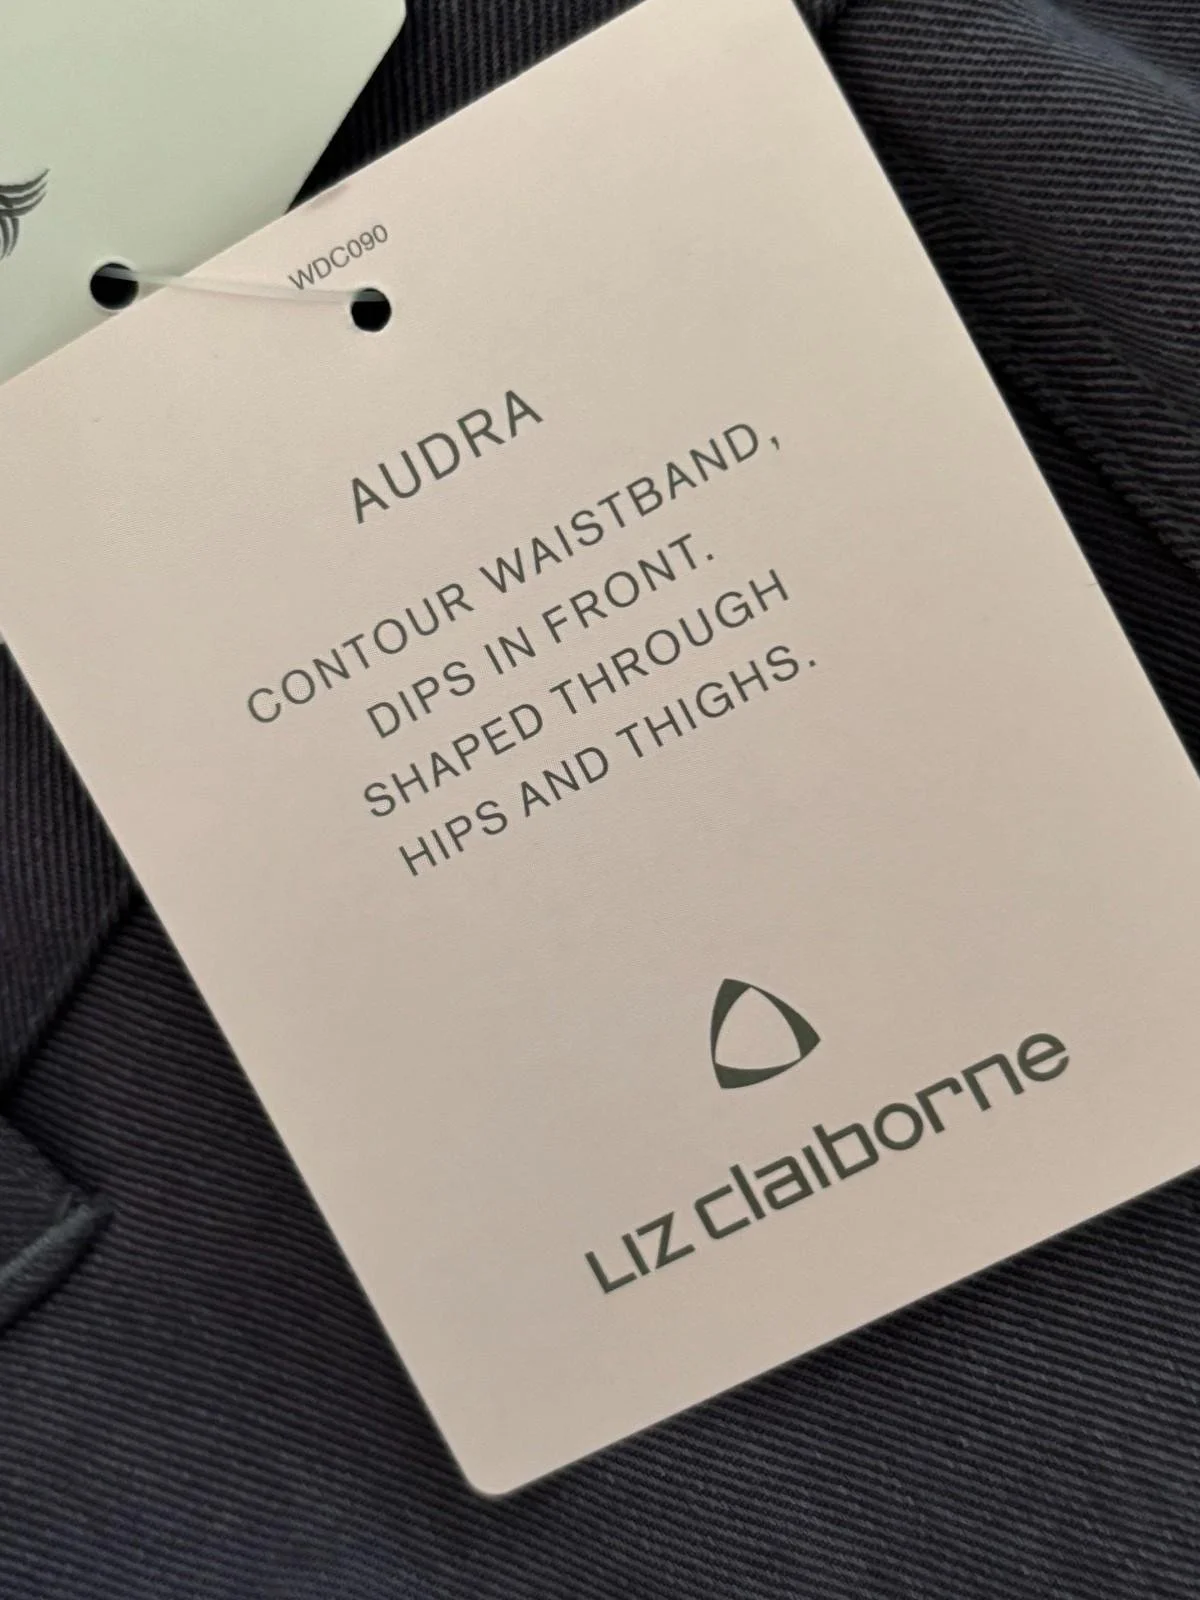 WDC090
AUDRA
CONTOUR WAISTBAND,
DIPS IN FRONT.
SHAPED THROUGH
HIPS AND THIGHS.
LIZ claiborne